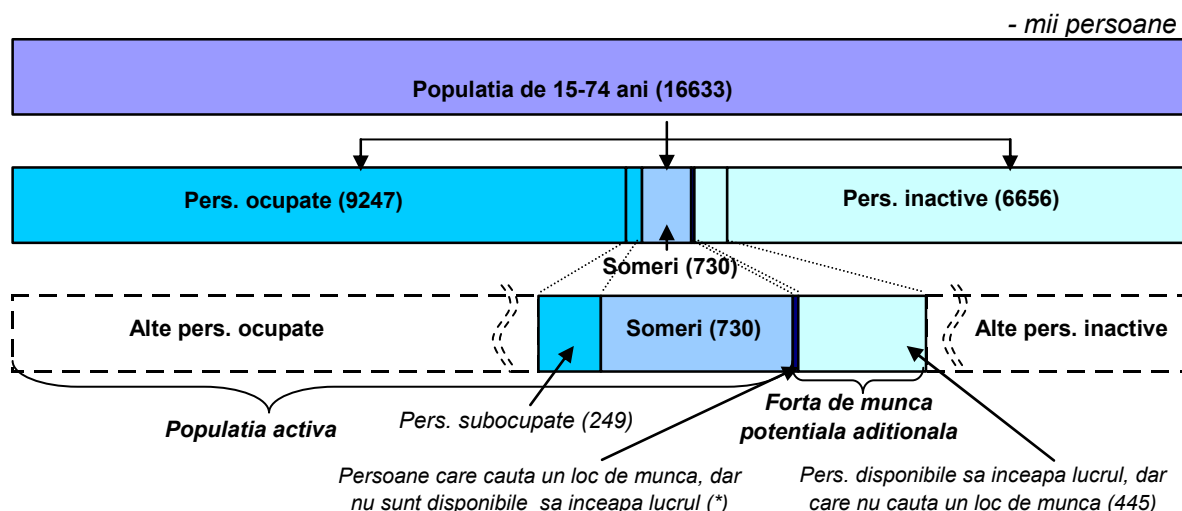 - mii persoane
Populatia de 15-74 ani (16633)
Pers. ocupate (9247)
Pers. inactive (6656)
Someri (730)
Alte pers. ocupate
Someri (730)
Alte pers. inactive
Populatia activa
Pers. subocupate (249)
Forta de munca
potentiala aditionala
Persoane care cauta un loc de munca, dar
nu sunt disponibile sa inceapa lucrul (*)
Pers. disponibile sa inceapa lucrul, dar
care nu cauta un loc de munca (445)